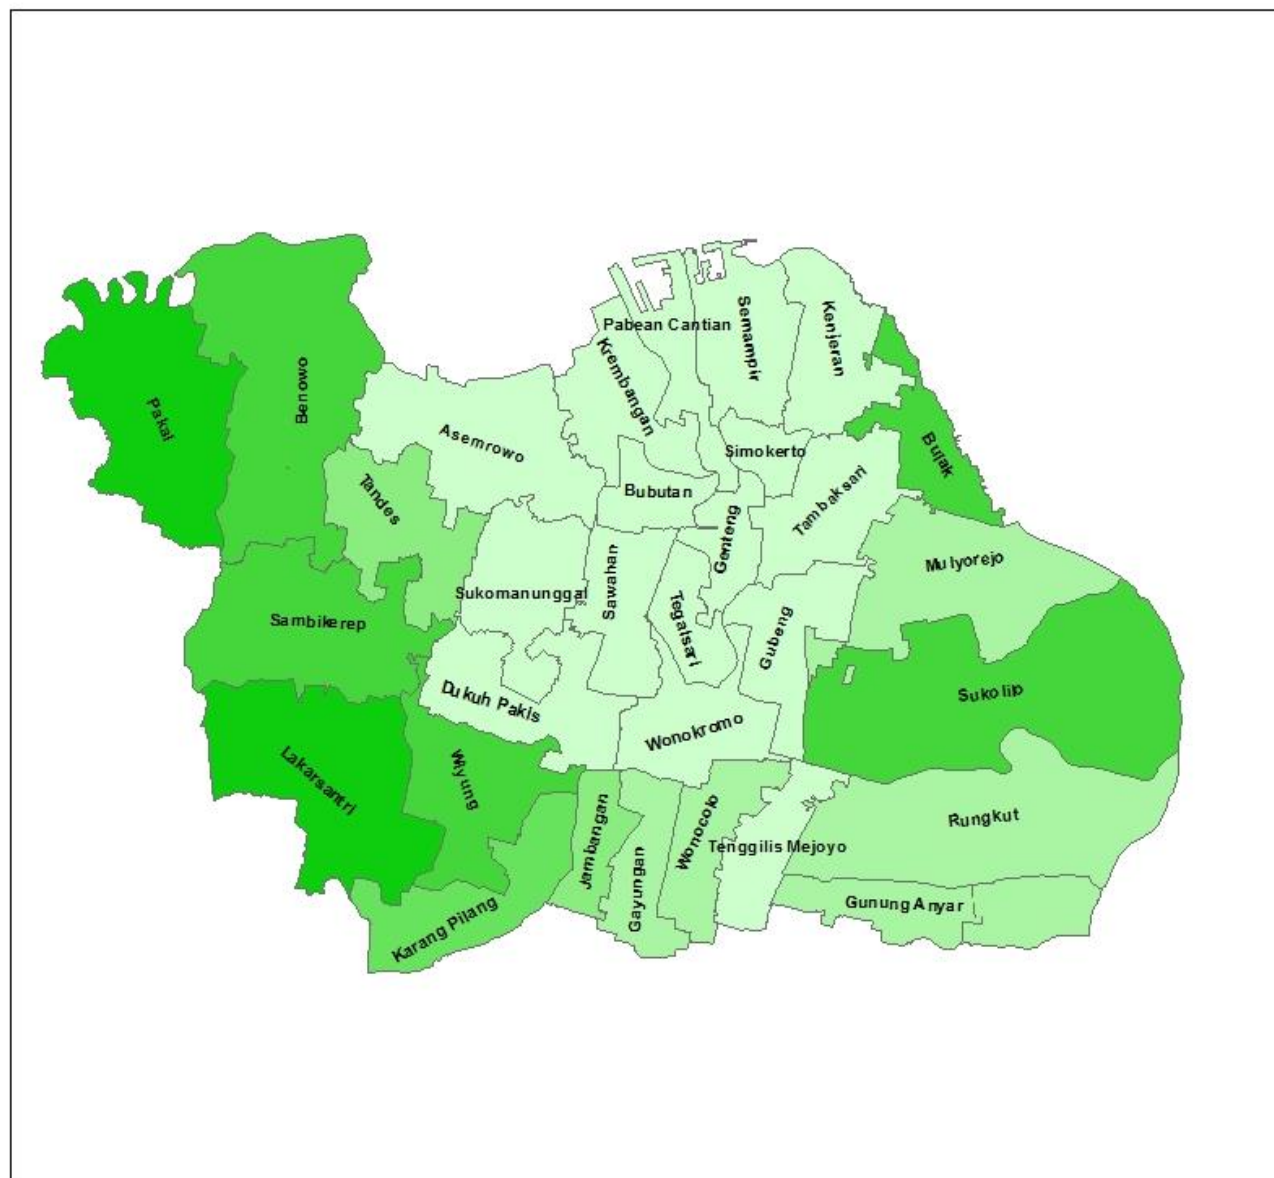 Pabean Cantian
Semampir
Kenjeran
Krembangan
Benowo
Pakal
Asemrowo
Simokerto
Bulak
Tandes
Bubutan
Tambaksari
Genteng
Mulyorejo
Sukomanunggal
Sawahan
Tegalsari
Gubeng
Sambikerep
Sukolilo
Dukuh Pakis
Wonokromo
Lakarsantri
Wiyung
Jambangan
Gayungan
Wonocolo
Tenggilis Mejoyo
Rungkut
Gunung Anyar
Karang Pilang